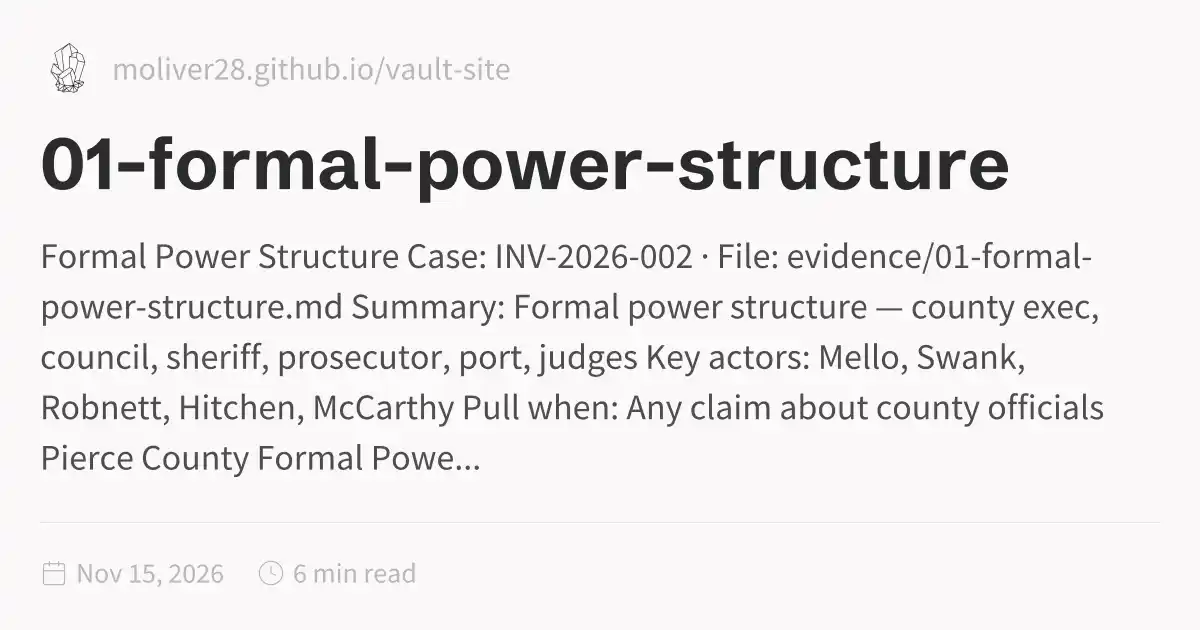 moliver28.github.io/vault-site
01-formal-power-structure
Formal Power Structure Case: INV-2026-002 · File: evidence/01-formal-
power-structure.md Summary: Formal power structure — county exec,
council, sheriff, prosecutor, port, judges Key actors: Mello, Swank,
Robnett, Hitchen, McCarthy Pull when: Any claim about county officials
Pierce County Formal Powe...
Nov 15, 2026 6 min read